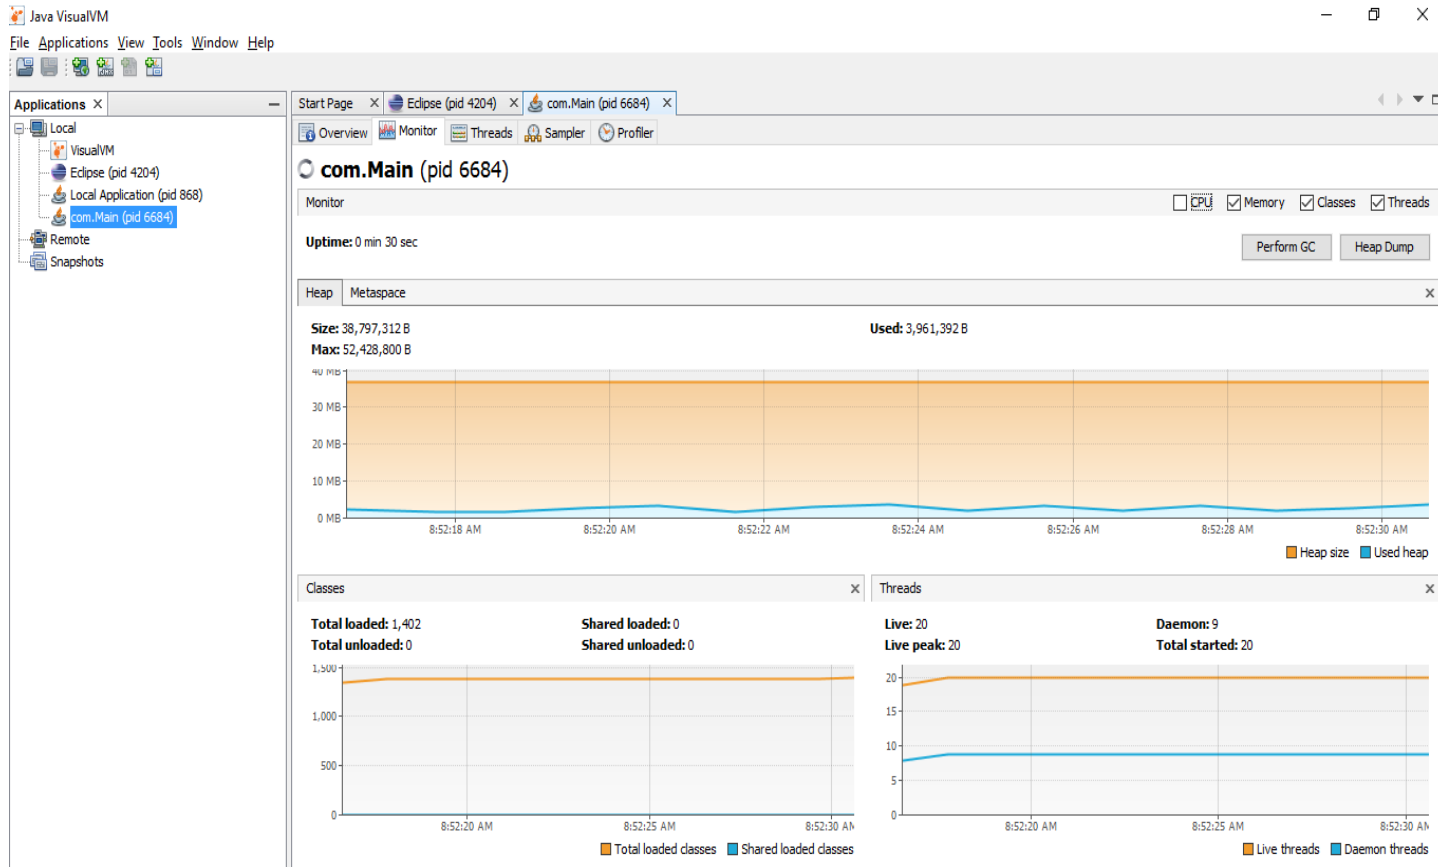 Java VisualVM
File Applications View Tools Window Help
Applications
Local
VisualVM
Eclipse (pid 4204)
Local Application (pid 868)
com.Main (pid 6684)
Remote
Snapshots
Start Page Eclipse (pid 4204) com.Main (pid 6684)
Overview Monitor Threads Sampler Profiler
com.Main (pid 6684)
Monitor CPU Memory Classes Threads
Uptime: 0 min 30 sec Perform GC Heap Dump
Heap Metaspace
Size: 38,797,312 B Used: 3,961,392 B
Max: 52,428,800 B
40 MB
30 MB
20 MB
10 MB
0 MB
8:52:18 AM 8:52:20 AM 8:52:22 AM 8:52:24 AM 8:52:26 AM 8:52:28 AM 8:52:30 AM
Heap size Used heap
Classes
Total loaded: 1,402 Shared loaded: 0
Total unloaded: 0 Shared unloaded: 0
1,500
1,000
500
0
8:52:20 AM 8:52:25 AM 8:52:30 AM
Total loaded classes Shared loaded classes
Threads
Live: 20 Daemon: 9
Live peak: 20 Total started: 20
20
15
10
5
0
8:52:20 AM 8:52:25 AM 8:52:30 AM
Live threads Daemon threads